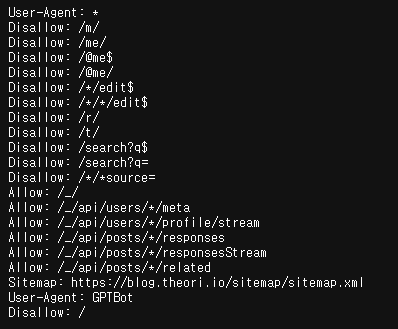 User-Agent: *
Disallow: /m/
Disallow: /me/
Disallow: /@me$
Disallow: /@me/
Disallow: /*/edit$
Disallow: /*/*/edit$
Disallow: /r/
Disallow: /t/
Disallow: /search?q$
Disallow: /search?q=
Disallow: /*/*source=
Allow: /_/
Allow: /_/api/users/*/meta
Allow: /_/api/users/*/profile/stream
Allow: /_/api/posts/*/responses
Allow: /_/api/posts/*/responsesStream
Allow: /_/api/posts/*/related
Sitemap: https://blog.theori.io/sitemap/sitemap.xml
User-Agent: GPTBot
Disallow: /